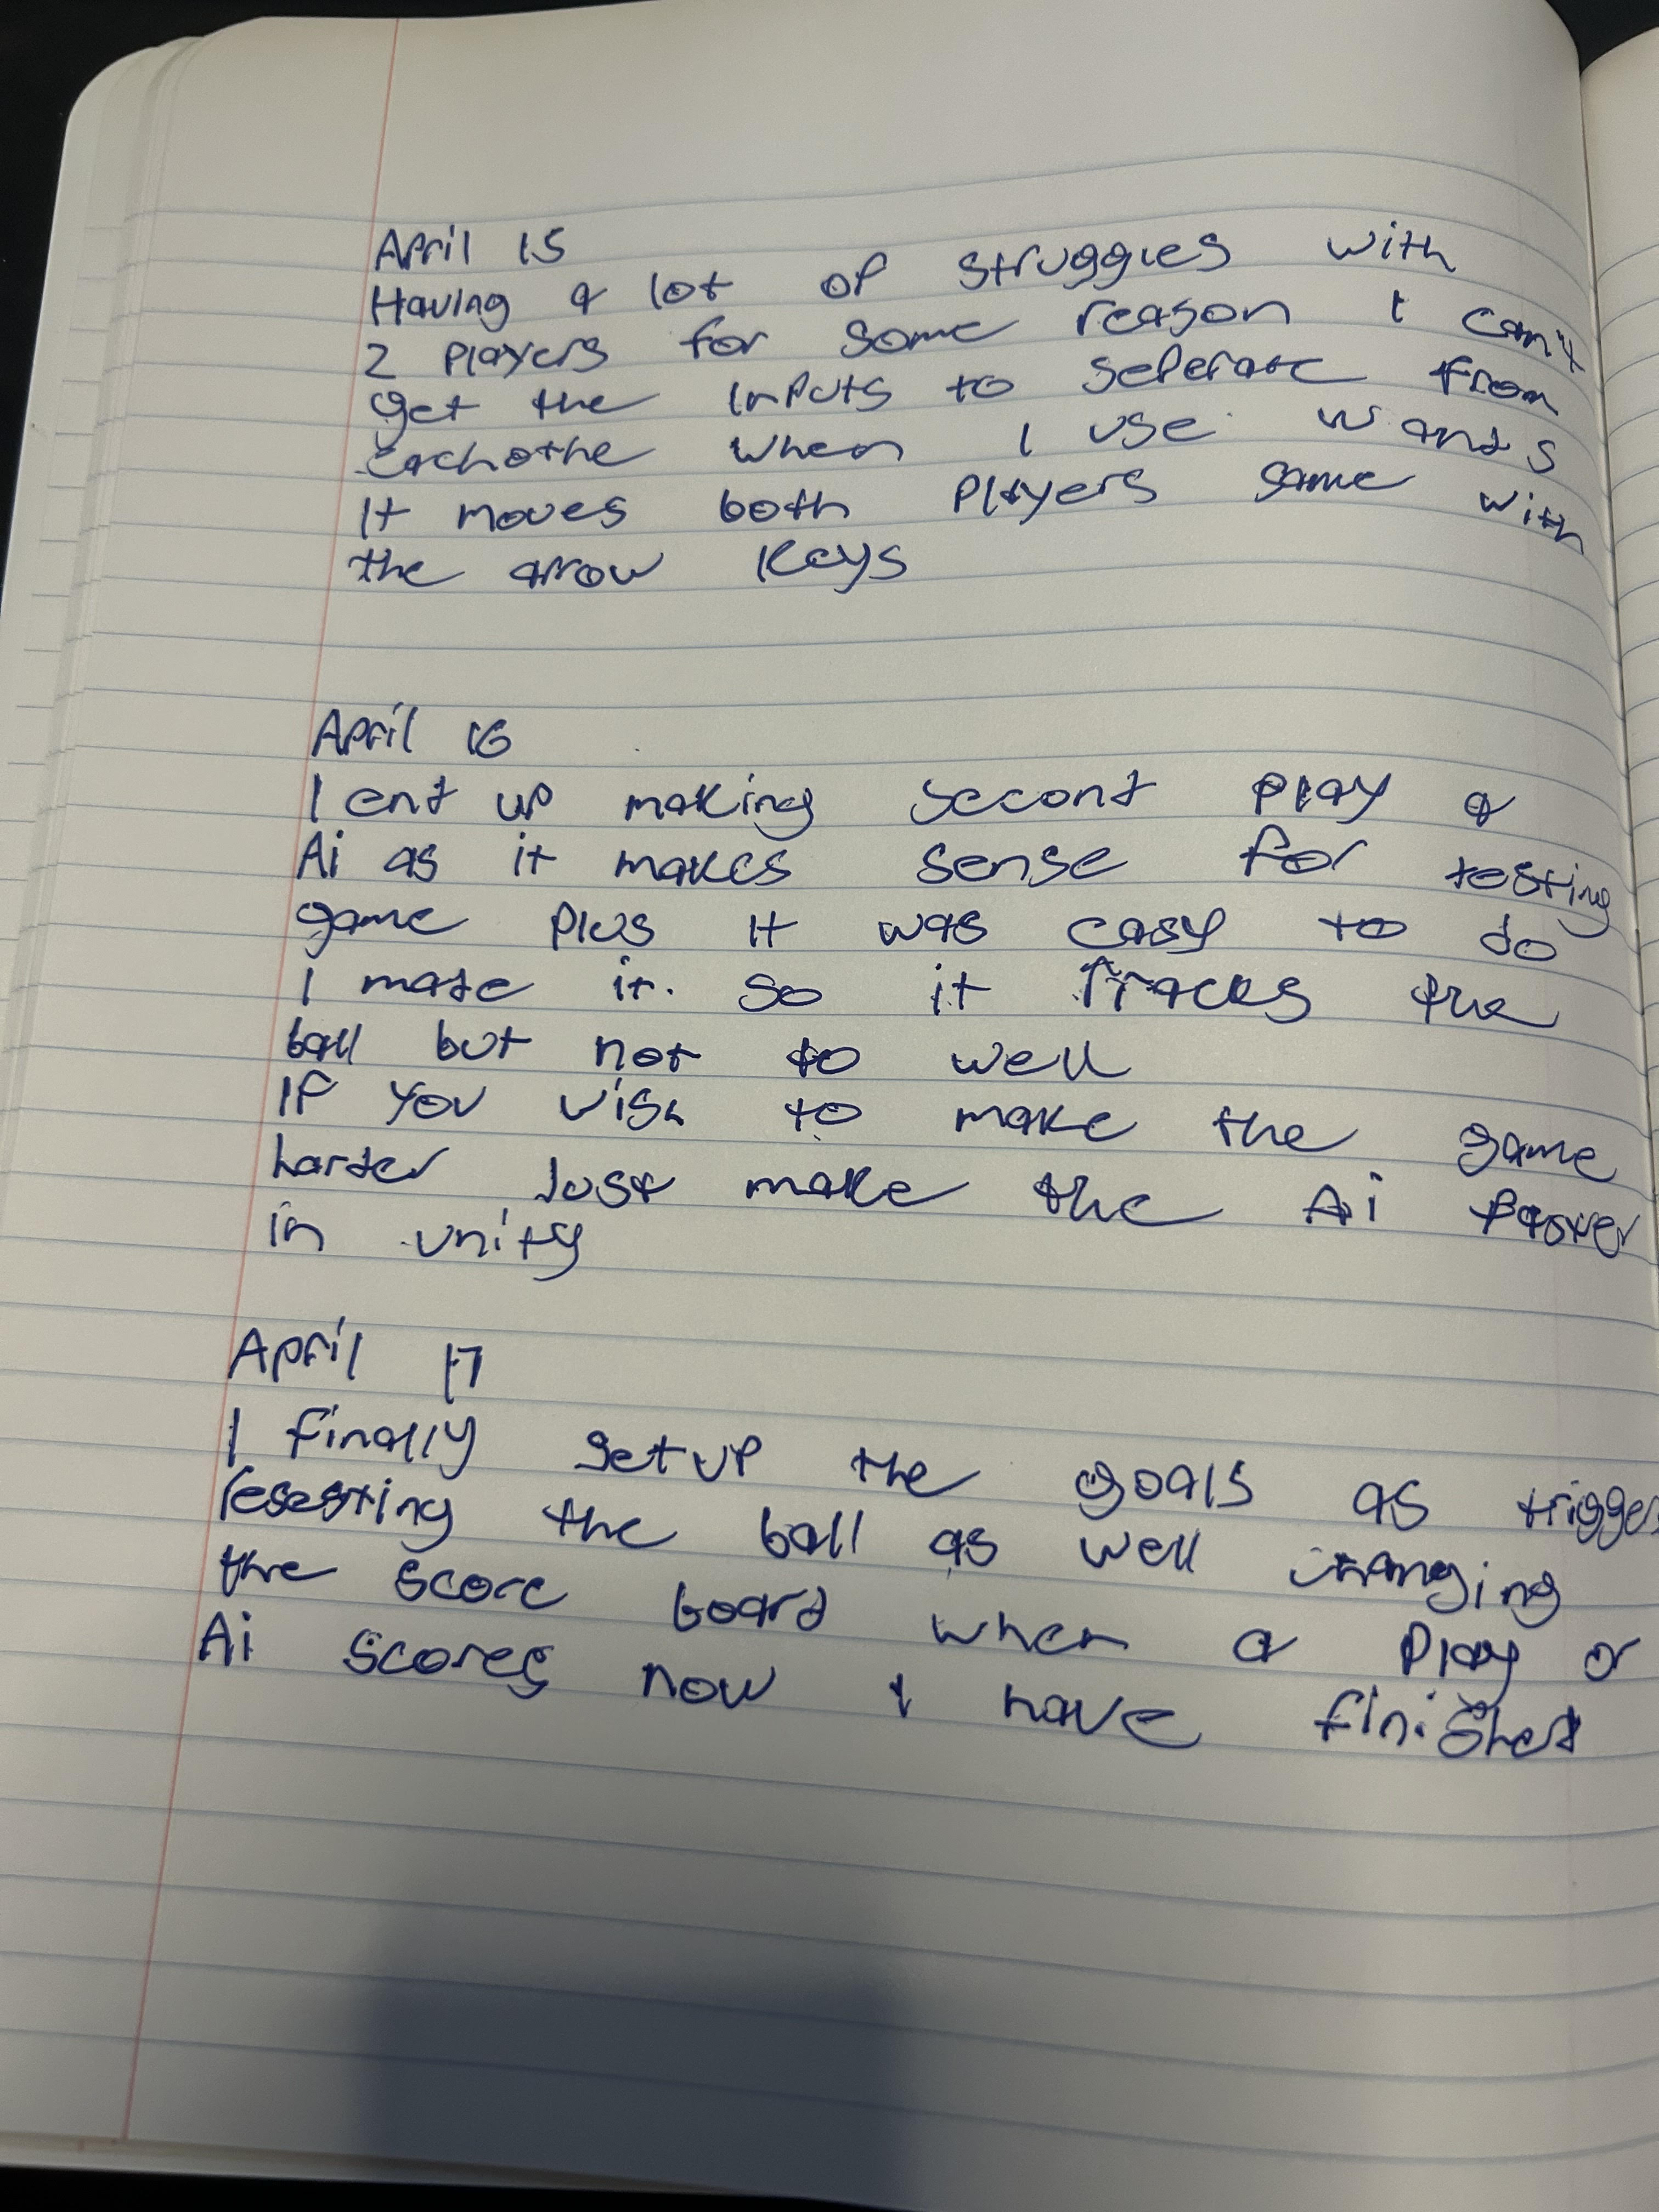 April 15
Having a lot of struggles with
2 Players for some reason I can't
get the inputs to seperate from
eachothe when I use W and S
It moves both players same with
the arrow keys
April 16
I end up making second play a
Ai as it makes sense for testing
game plus it was easy to do
I made it so it tracks the
ball but not to well
If you wish to make the game
harder Just make the Ai faster
in unity
April 17
I finally setup the goals as trigger
resesting the ball as well changing
the score board when a play or
Ai scores now I have finished